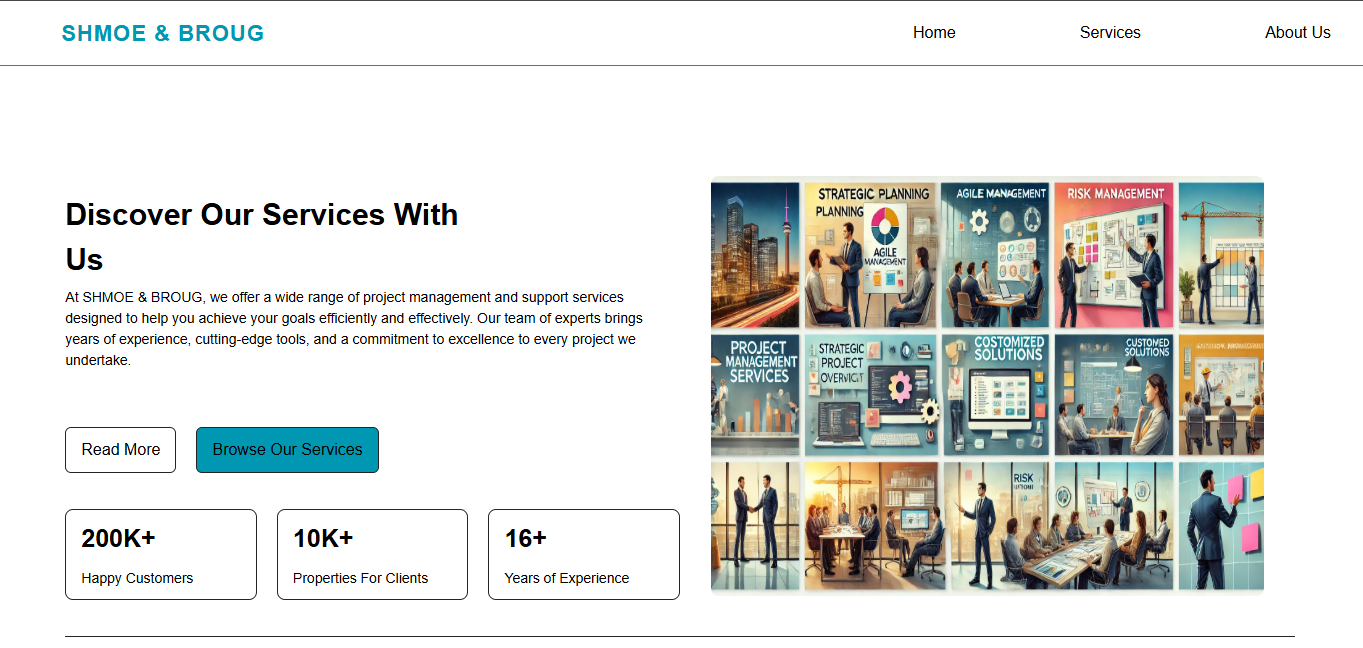 SHMOE & BROUG
Home
Services
About Us
Discover Our Services With
Us
At SHMOE & BROUG, we offer a wide range of project management and support services
designed to help you achieve your goals efficiently and effectively. Our team of experts brings
years of experience, cutting-edge tools, and a commitment to excellence to every project we
undertake.
Read More
Browse Our Services
200K+
Happy Customers
10K+
Properties For Clients
16+
Years of Experience
STRATEGIC PLANNING
PLANNING
AGILE
MANAGEMENT
AGILE MANAGEMENT
RISK MANAGEMENT
PROJECT
MANAGEMENT
SERVICES
STRATEGIC
PROJECT
OVERVIGT
COSTOMIZED
SOLUTIONS
CUSTOMED
SOLUTIONS
RISK